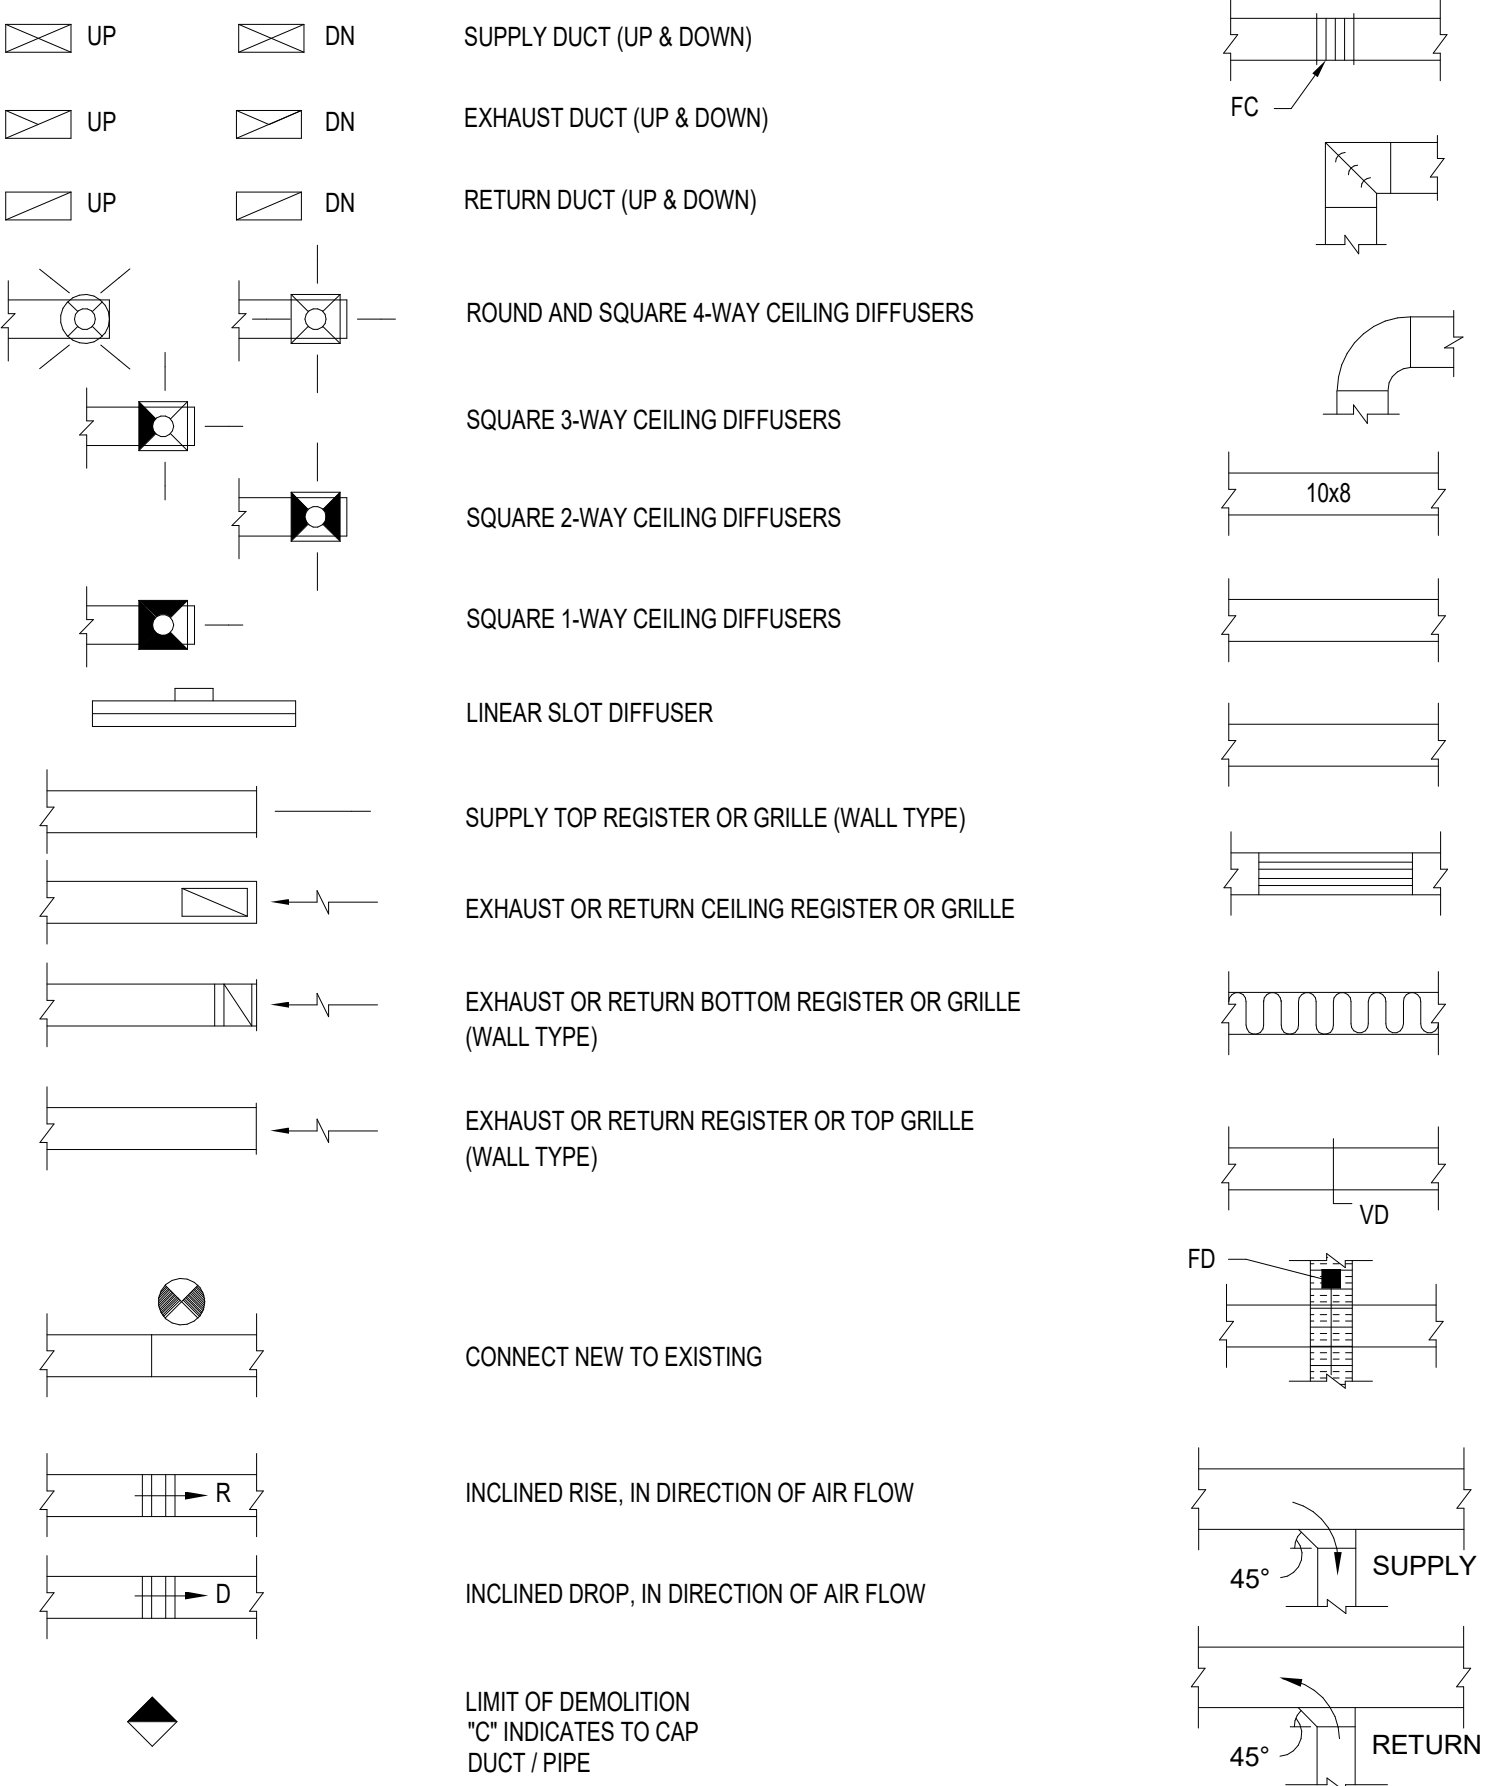 UP DN SUPPLY DUCT (UP & DOWN)
UP DN EXHAUST DUCT (UP & DOWN)
UP DN RETURN DUCT (UP & DOWN)
ROUND AND SQUARE 4-WAY CEILING DIFFUSERS
SQUARE 3-WAY CEILING DIFFUSERS
SQUARE 2-WAY CEILING DIFFUSERS
SQUARE 1-WAY CEILING DIFFUSERS
LINEAR SLOT DIFFUSER
SUPPLY TOP REGISTER OR GRILLE (WALL TYPE)
EXHAUST OR RETURN CEILING REGISTER OR GRILLE
EXHAUST OR RETURN BOTTOM REGISTER OR GRILLE
(WALL TYPE)
EXHAUST OR RETURN REGISTER OR TOP GRILLE
(WALL TYPE)
CONNECT NEW TO EXISTING
R INCLINED RISE, IN DIRECTION OF AIR FLOW
D INCLINED DROP, IN DIRECTION OF AIR FLOW
LIMIT OF DEMOLITION
"C" INDICATES TO CAP
DUCT / PIPE
FC
10x8
VD
FD
45° SUPPLY
45° RETURN